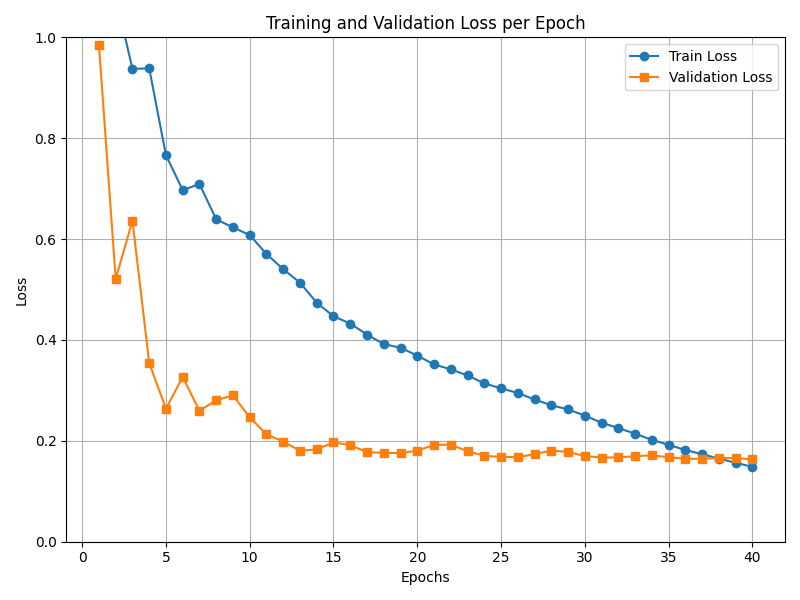 Training and Validation Loss per Epoch
Train Loss
Validation Loss
1.0
0.8
0.6
0.4
0.2
0.0
Loss
0 5 10 15 20 25 30 35 40
Epochs